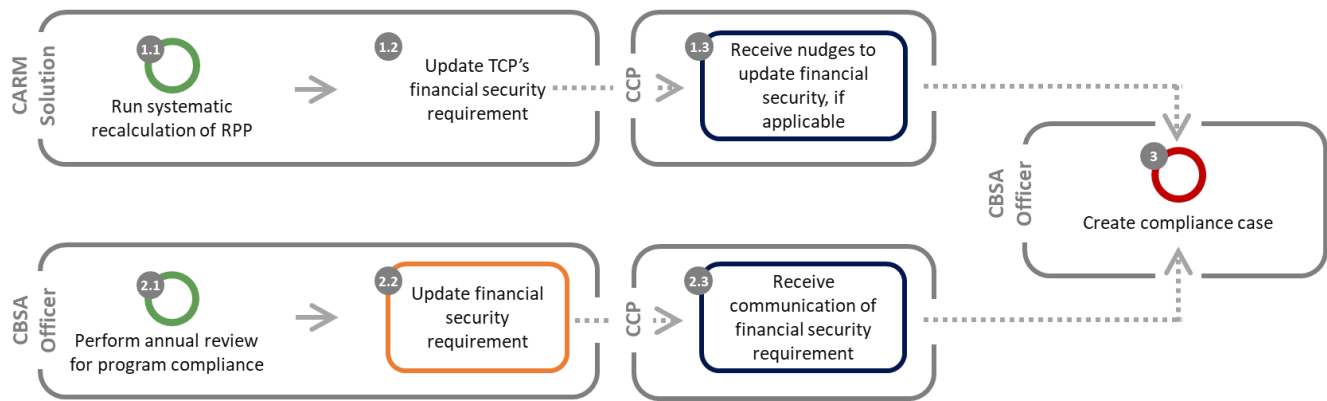 CARM
Solution
1.1
Run systematic
recalculation of RPP
1.2
Update TCP's
financial security
requirement
CCP
1.3
Receive nudges to
update financial
security, if
applicable
CBSA
Officer
3
Create compliance case
CBSA
Officer
2.1
Perform annual review
for program compliance
2.2
Update financial
security
requirement
CCP
2.3
Receive
communication of
financial security
requirement